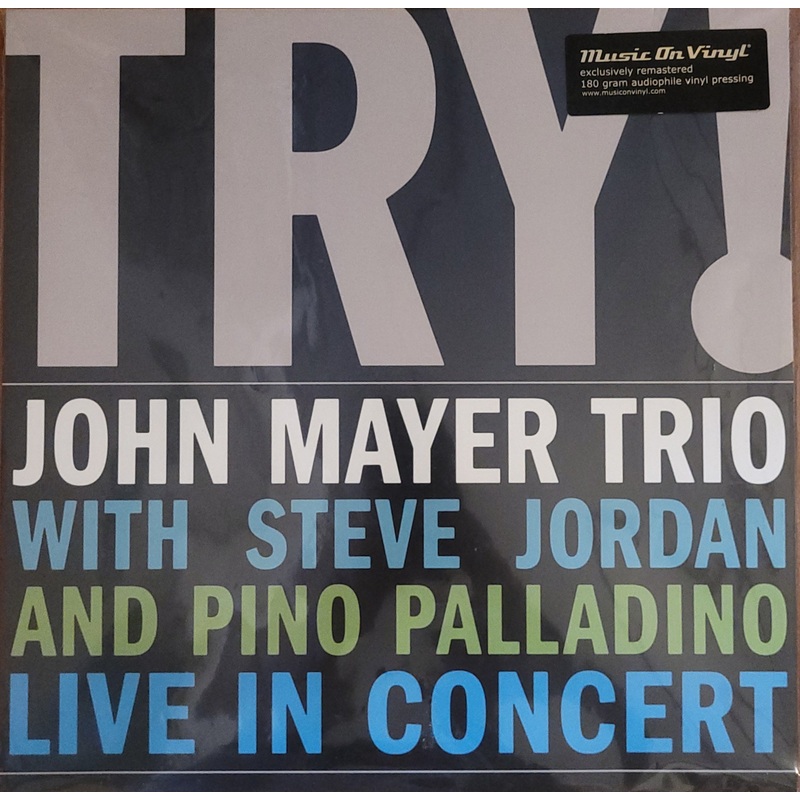 TRY!
Music On Vinyl®
exclusively remastered
180 gram audiophile vinyl pressing
www.musiconvinyl.com
JOHN MAYER TRIO
WITH STEVE JORDAN
AND PINO PALLADINO
LIVE IN CONCERT